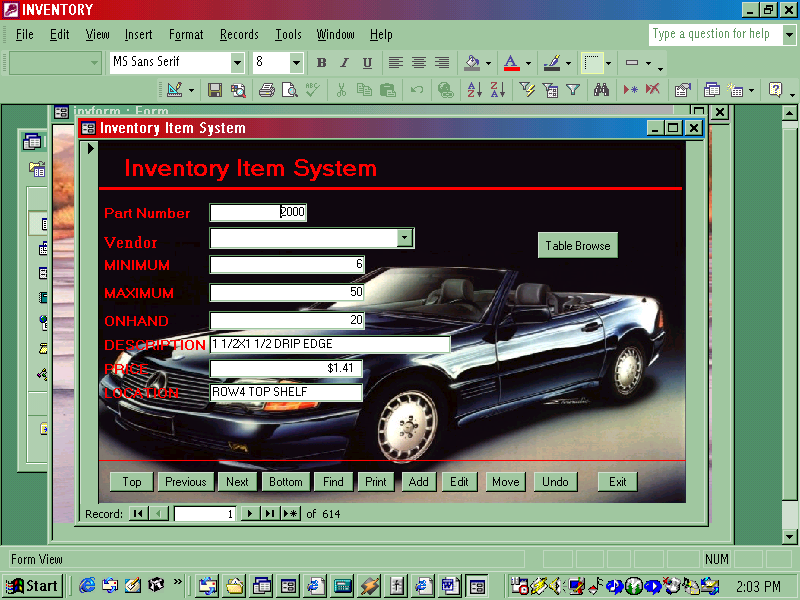 INVENTORY
File Edit View Insert Format Records Tools Window Help
Type a question for help
MS Sans Serif 8 B I U
invform : Form
Inventory Item System
Inventory Item System
Part Number 2000
Vendor
Table Browse
MINIMUM 6
MAXIMUM 50
ONHAND 20
DESCRIPTION 1 1/2X1 1/2 DRIP EDGE
PRICE $1.41
LOCATION ROW4 TOP SHELF
Top Previous Next Bottom Find Print Add Edit Move Undo Exit
Record: 1 of 614
Form View NUM
Start 2:03 PM